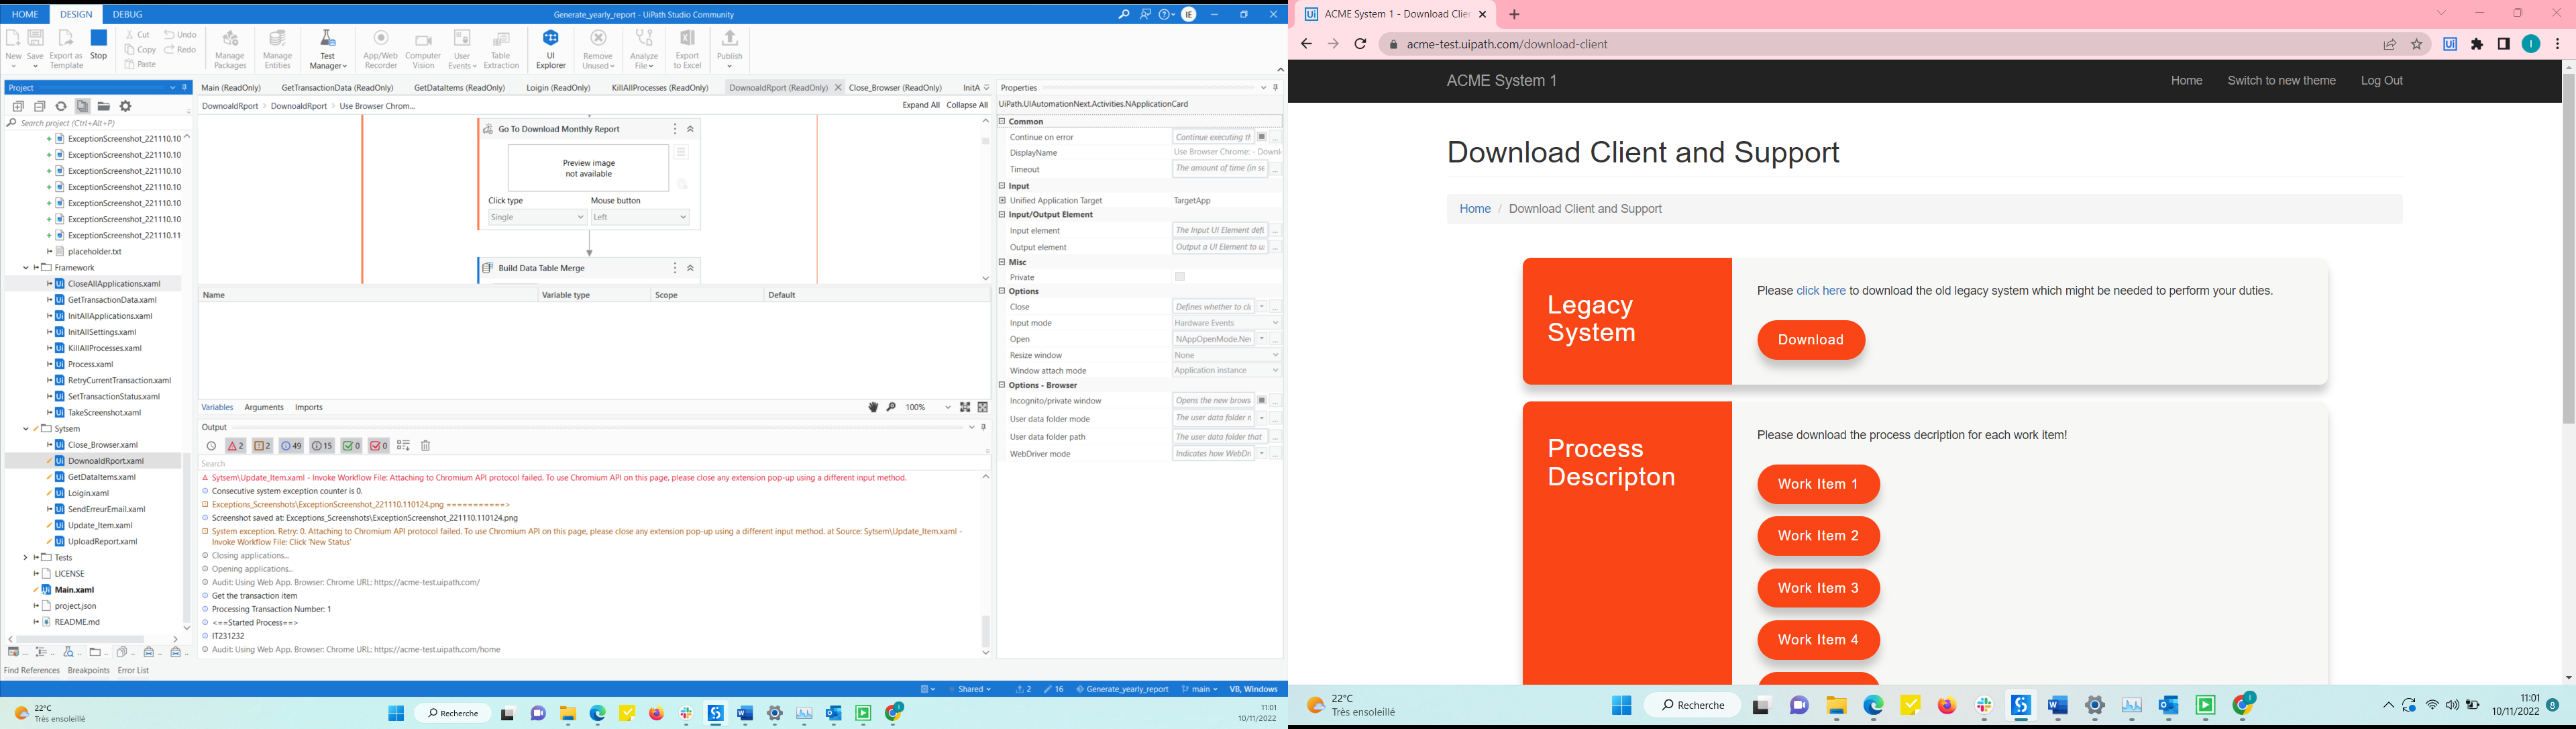 HOME DESIGN DEBUG
Generate_yearly_report - UiPath Studio Community
IE
New
Save
Export as Template
Stop
Cut
Copy
Paste
Undo
Redo
Manage Packages
Manage Entities
Test Manager
App/Web Recorder
Computer Vision
User Events
Table Extraction
UI Explorer
Remove Unused
Analyze File
Export to Excel
Publish
Project
Search project (Ctrl+Alt+P)
ExceptionScreenshot_221110.10
ExceptionScreenshot_221110.10
ExceptionScreenshot_221110.10
ExceptionScreenshot_221110.10
ExceptionScreenshot_221110.10
ExceptionScreenshot_221110.10
ExceptionScreenshot_221110.11
placeholder.txt
Framework
CloseAllApplications.xaml
GetTransactionData.xaml
InitAllApplications.xaml
InitAllSettings.xaml
KillAllProcesses.xaml
Process.xaml
RetryCurrentTransaction.xaml
SetTransactionStatus.xaml
TakeScreenshot.xaml
Sytsem
Close_Browser.xaml
DownoaldRport.xaml
GetDataItems.xaml
Loigin.xaml
SendErreurEmail.xaml
Update_Item.xaml
UploadReport.xaml
Tests
LICENSE
Main.xaml
project.json
README.md
Find References Breakpoints Error List
Main (ReadOnly) GetTransactionData (ReadOnly) GetDataItems (ReadOnly) Loigin (ReadOnly) KillAllProcesses (ReadOnly) DownoaldRport (ReadOnly) Close_Browser (ReadOnly) InitA
DownoaldRport > DownoaldRport > Use Browser Chrom...
Expand All Collapse All
Go To Download Monthly Report
Preview image
not available
Click type Mouse button
Single Left
Build Data Table Merge
Name Variable type Scope Default
Variables Arguments Imports
100%
Output
2 2 49 15 0 0
Search
Sytsem\Update_Item.xaml - Invoke Workflow File: Attaching to Chromium API protocol failed. To use Chromium API on this page, please close any extension pop-up using a different input method.
Consecutive system exception counter is 0.
Exceptions_Screenshots\ExceptionScreenshot_221110.110124.png ===========>
Screenshot saved at: Exceptions_Screenshots\ExceptionScreenshot_221110.110124.png
System exception. Retry: 0. Attaching to Chromium API protocol failed. To use Chromium API on this page, please close any extension pop-up using a different input method. at Source: Sytsem\Update_Item.xaml -
Invoke Workflow File: Click 'New Status'
Closing applications...
Opening applications...
Audit: Using Web App. Browser: Chrome URL: https://acme-test.uipath.com/
Get the transaction item
Processing Transaction Number: 1
<==Started Process==>
IT231232
Audit: Using Web App. Browser: Chrome URL: https://acme-test.uipath.com/home
Properties
UiPath.UIAutomationNext.Activities.NApplicationCard
Common
Continue on error Continue executing th
DisplayName Use Browser Chrome: - Downl
Timeout The amount of time (in se
Input
Unified Application Target TargetApp
Input/Output Element
Input element The Input UI Element defi
Output element Output a UI Element to u
Misc
Private
Options
Close Defines whether to cl
Input mode Hardware Events
Open NAppOpenMode.Nev
Resize window None
Window attach mode Application instance
Options - Browser
Incognito/private window Opens the new brows
User data folder mode The user data folder n
User data folder path The user data folder that
WebDriver mode Indicates how WebDri
Shared 2 16 Generate_yearly_report main VB, Windows
22°C
Très ensoleillé
Recherche
11:01
10/11/2022
ACME System 1 - Download Clie
acme-test.uipath.com/download-client
ACME System 1
Home Switch to new theme Log Out
Download Client and Support
Home / Download Client and Support
Legacy
System
Please click here to download the old legacy system which might be needed to perform your duties.
Download
Process
Descripton
Please download the process decription for each work item!
Work Item 1
Work Item 2
Work Item 3
Work Item 4
22°C
Très ensoleillé
Recherche
11:01
10/11/2022
8